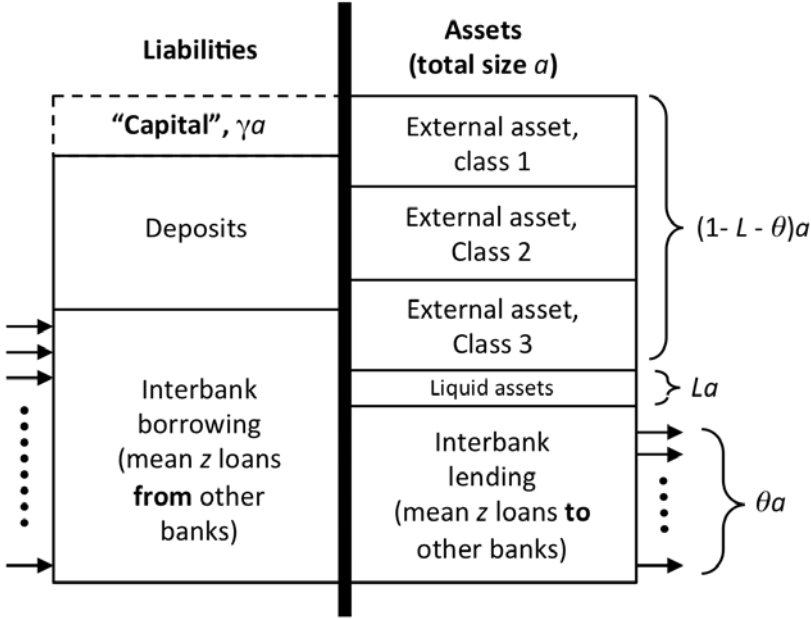 Liabilities
Assets
(total size a)
“Capital”, γa
Deposits
Interbank
borrowing
(mean z loans
from other
banks)
External asset,
class 1
External asset,
Class 2
External asset,
Class 3
Liquid assets
Interbank
lending
(mean z loans to
other banks)
(1- L - θ)a
La
θa